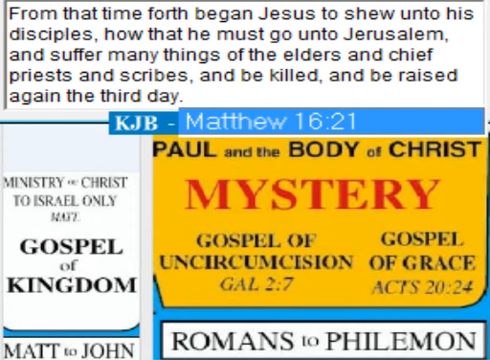 From that time forth began Jesus to shew unto his
disciples, how that he must go unto Jerusalem,
and suffer many things of the elders and chief
priests and scribes, and be killed, and be raised
again the third day.
KJB - Matthew 16:21
MINISTRY OF CHRIST
TO ISRAEL ONLY
MATT.
GOSPEL
of
KINGDOM
MATT to JOHN
PAUL and the BODY of CHRIST
MYSTERY
GOSPEL OF
UNCIRCUMCISION
GAL 2:7
GOSPEL
OF GRACE
ACTS 20:24
ROMANS to PHILEMON